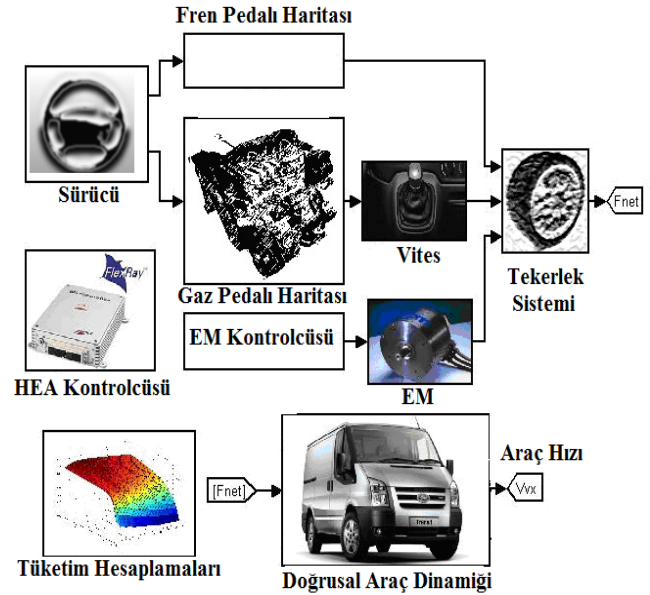 Fren Pedalı Haritası
Sürücü
Gaz Pedalı Haritası
Vites
Tekerlek
Sistemi
Fnet
FlexRay
HEA Kontrolcüsü
EM Kontrolcüsü
EM
Tüketim Hesaplamaları
[Fnet]
Doğrusal Araç Dinamiği
Araç Hızı
Vvx